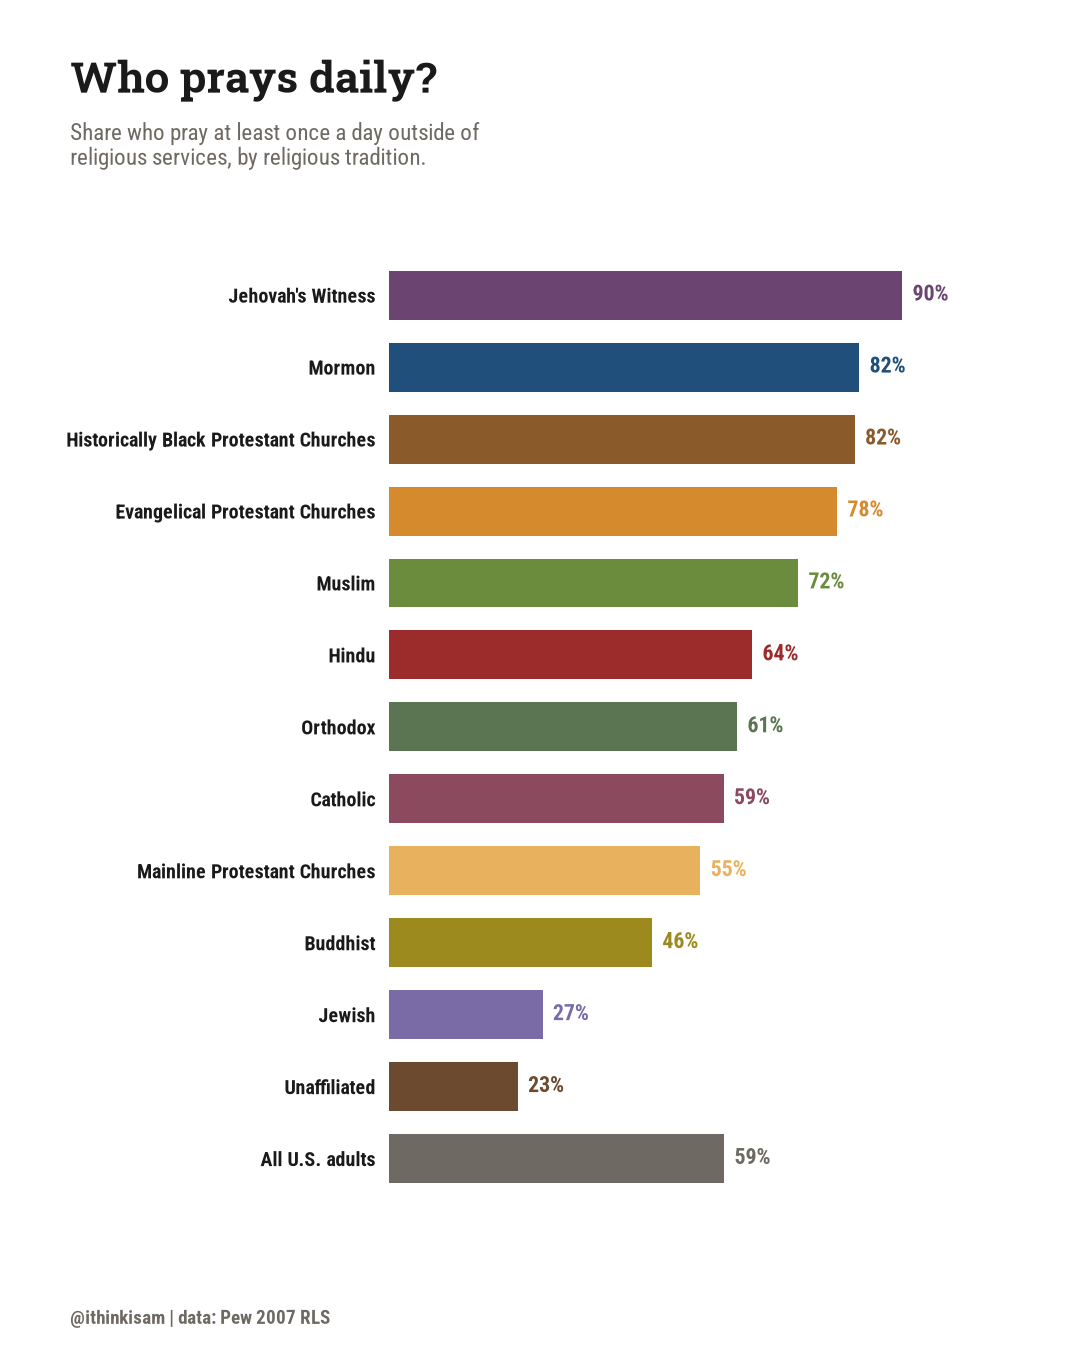 Who prays daily?
Share who pray at least once a day outside of
religious services, by religious tradition.
Jehovah's Witness 90%
Mormon 82%
Historically Black Protestant Churches 82%
Evangelical Protestant Churches 78%
Muslim 72%
Hindu 64%
Orthodox 61%
Catholic 59%
Mainline Protestant Churches 55%
Buddhist 46%
Jewish 27%
Unaffiliated 23%
All U.S. adults 59%
@ithinkisam | data: Pew 2007 RLS